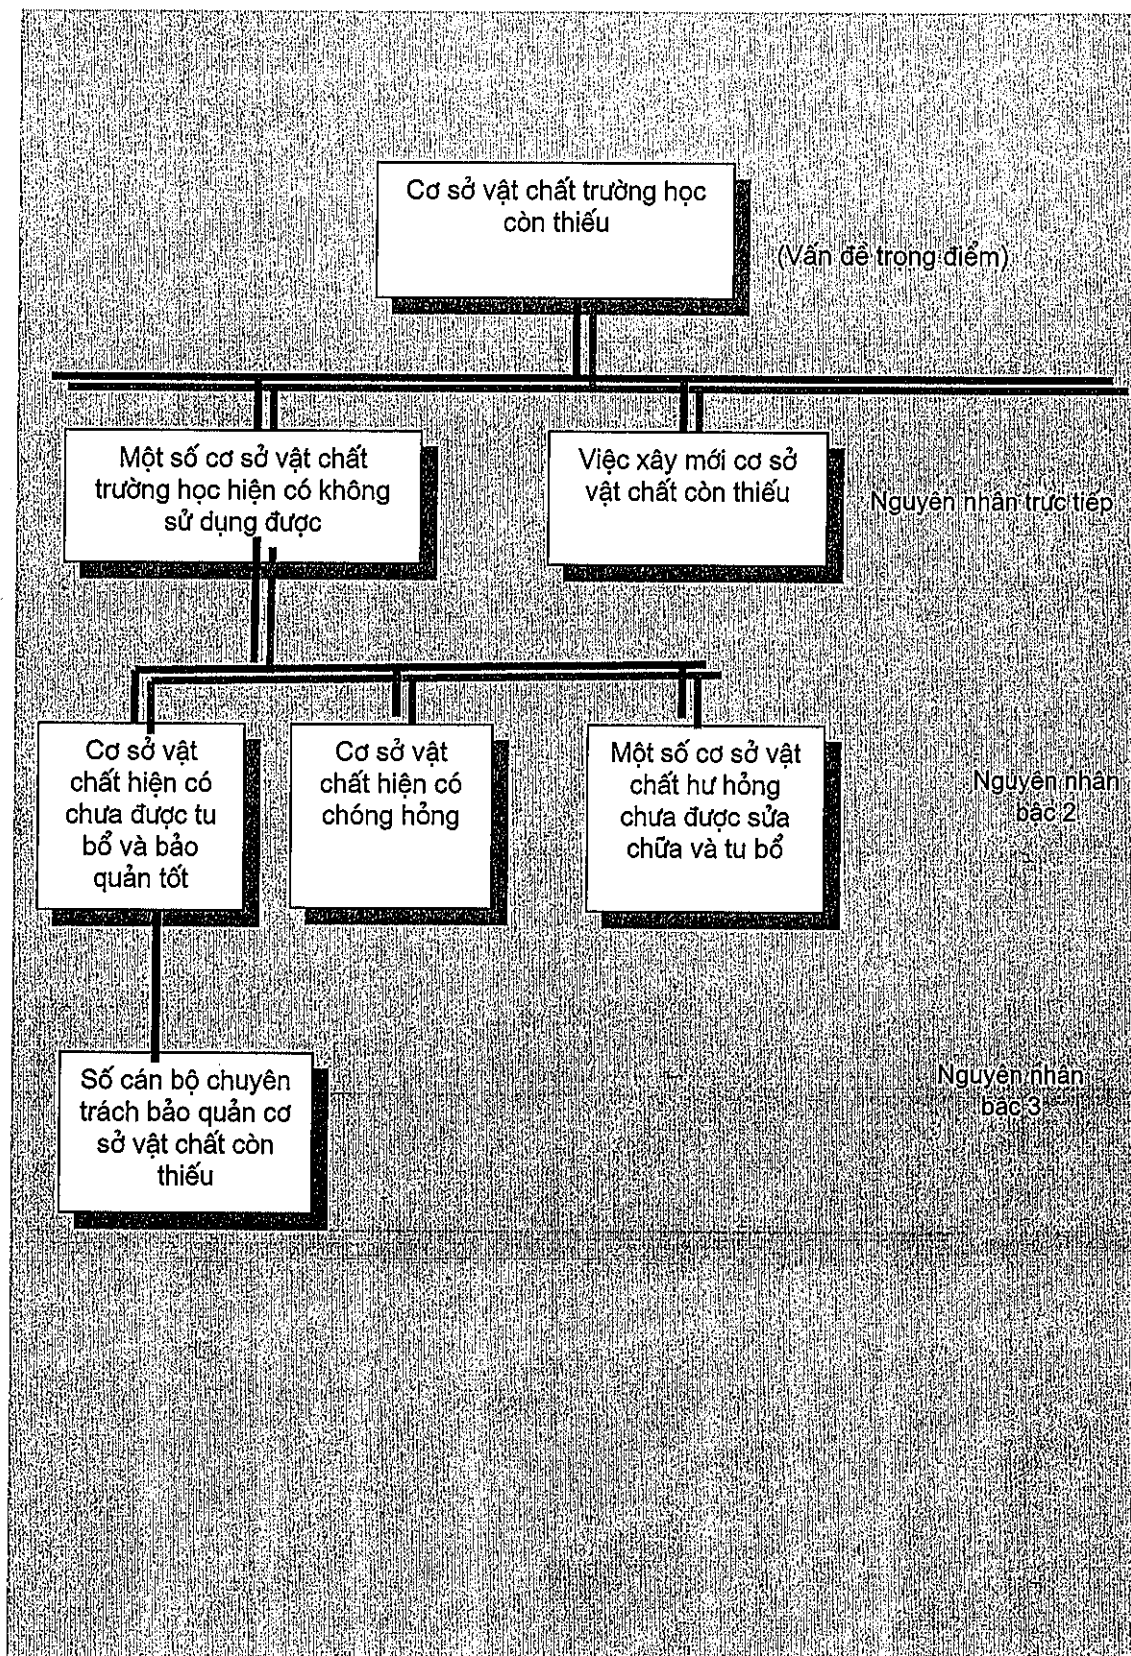 Cơ sở vật chất trường học
còn thiếu
(Vấn đề trọng điểm)
Một số cơ sở vật chất
trường học hiện có không
sử dụng được
Việc xây mới cơ sở
vật chất còn thiếu
Nguyên nhân trực tiếp
Cơ sở vật
chất hiện có
chưa được tu
bổ và bảo
quản tốt
Cơ sở vật
chất hiện có
chóng hỏng
Một số cơ sở vật
chất hư hỏng
chưa được sửa
chữa và tu bổ
Nguyên nhân
bậc 2
Số cán bộ chuyên
trách bảo quản cơ
sở vật chất còn
thiếu
Nguyên nhân
bậc 3